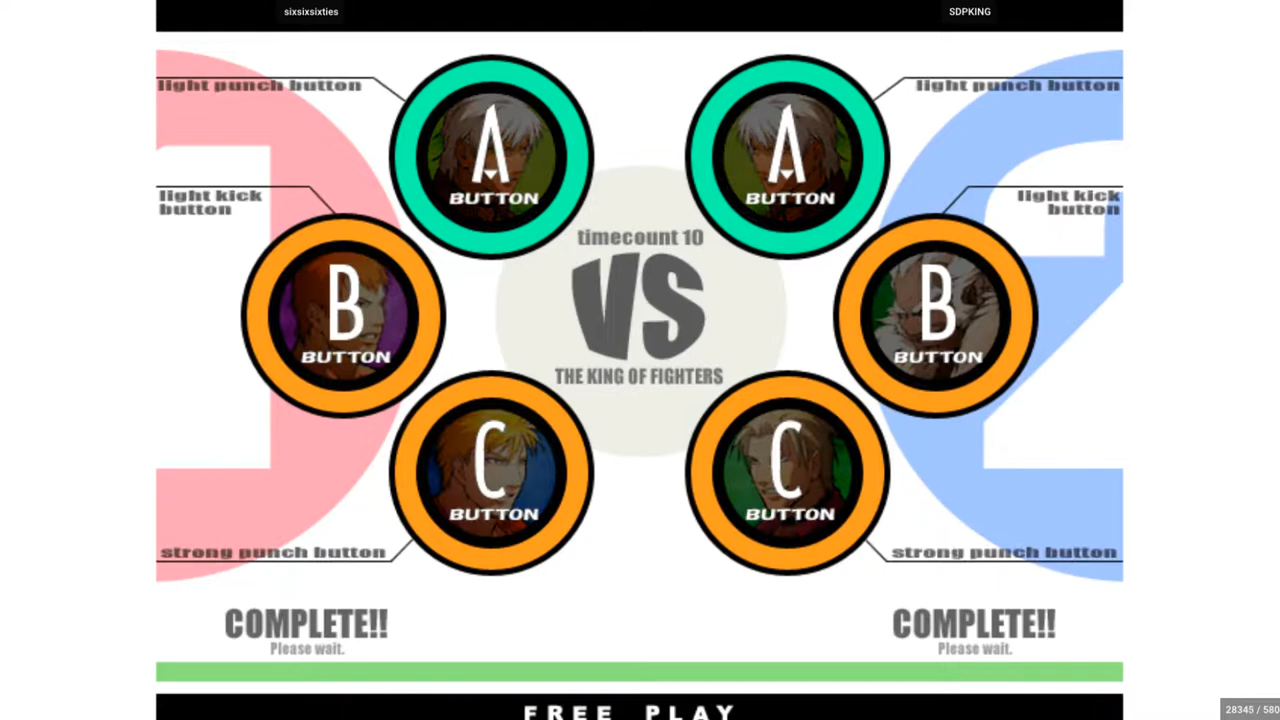 sixsixsixties
SDPKING
light punch button
light punch button
A
BUTTON
A
BUTTON
light kick
button
light kick
button
timecount 10
VS
THE KING OF FIGHTERS
B
BUTTON
B
BUTTON
C
BUTTON
C
BUTTON
strong punch button
strong punch button
COMPLETE!!
Please wait.
COMPLETE!!
Please wait.
FREE PLAY
28345 / 580